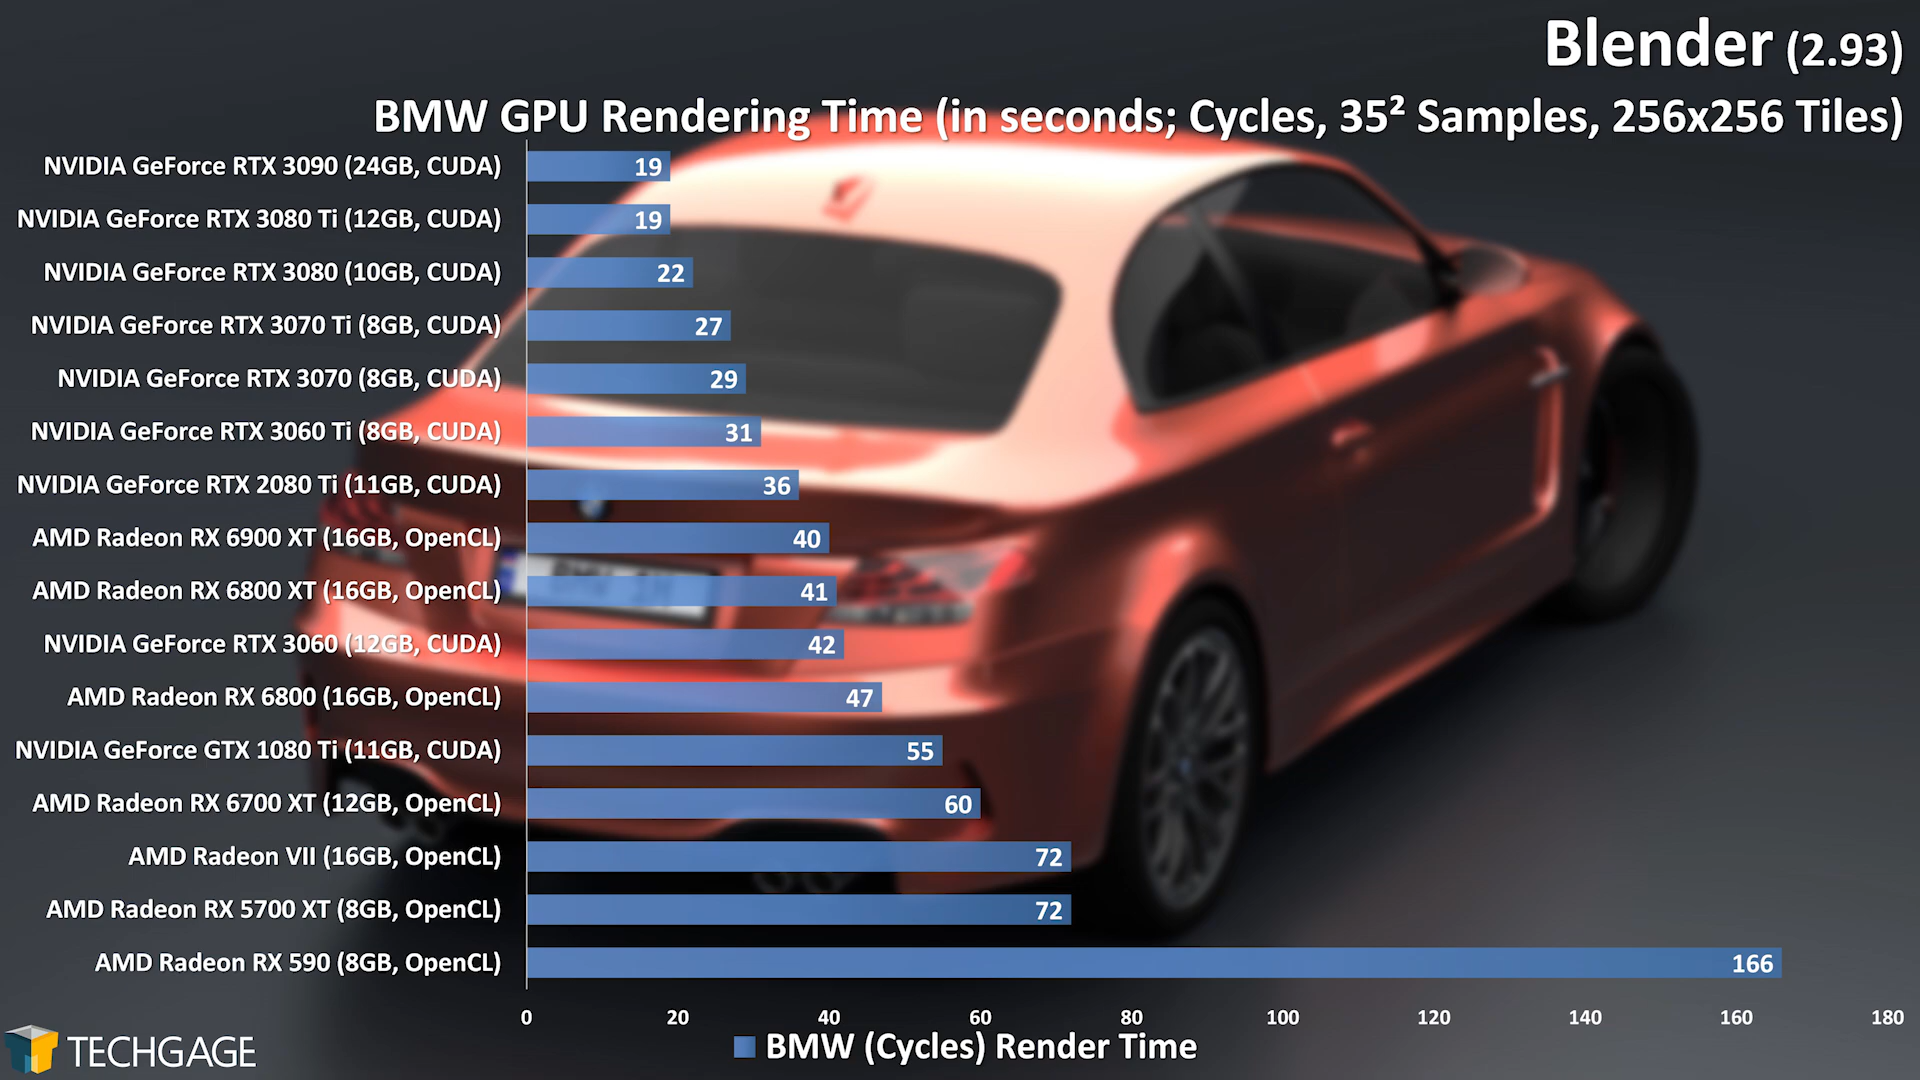 Blender (2.93)
BMW GPU Rendering Time (in seconds; Cycles, 35² Samples, 256x256 Tiles)
NVIDIA GeForce RTX 3090 (24GB, CUDA) 19
NVIDIA GeForce RTX 3080 Ti (12GB, CUDA) 19
NVIDIA GeForce RTX 3080 (10GB, CUDA) 22
NVIDIA GeForce RTX 3070 Ti (8GB, CUDA) 27
NVIDIA GeForce RTX 3070 (8GB, CUDA) 29
NVIDIA GeForce RTX 3060 Ti (8GB, CUDA) 31
NVIDIA GeForce RTX 2080 Ti (11GB, CUDA) 36
AMD Radeon RX 6900 XT (16GB, OpenCL) 40
AMD Radeon RX 6800 XT (16GB, OpenCL) 41
NVIDIA GeForce RTX 3060 (12GB, CUDA) 42
AMD Radeon RX 6800 (16GB, OpenCL) 47
NVIDIA GeForce GTX 1080 Ti (11GB, CUDA) 55
AMD Radeon RX 6700 XT (12GB, OpenCL) 60
AMD Radeon VII (16GB, OpenCL) 72
AMD Radeon RX 5700 XT (8GB, OpenCL) 72
AMD Radeon RX 590 (8GB, OpenCL) 166
0 20 40 60 80 100 120 140 160 180
BMW (Cycles) Render Time
TECHGAGE